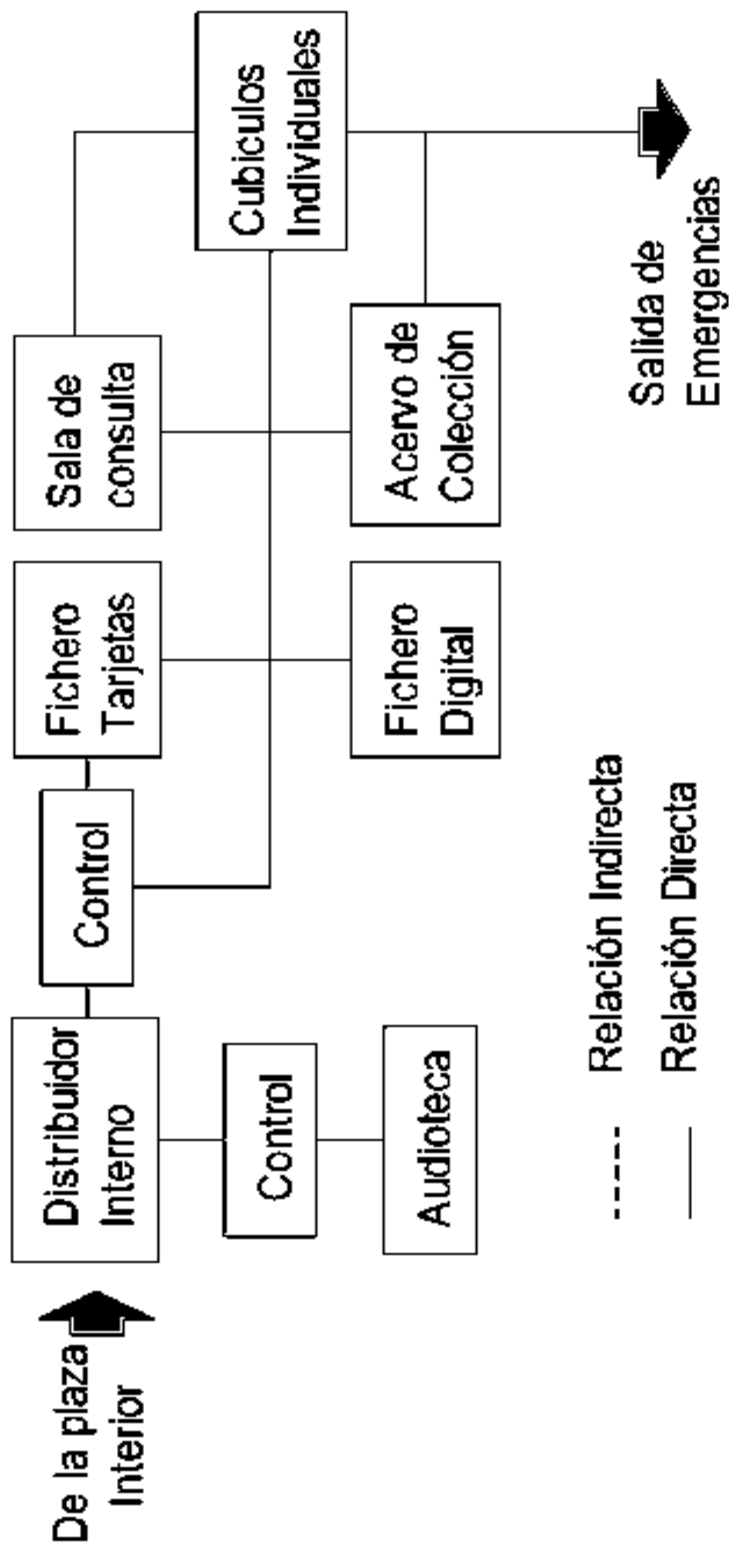 De la plaza
Interior
Distribuidor
Interno
Control
Audioteca
Control
Fichero
Tarjetas
Fichero
Digital
Sala de
consulta
Acervo de
Colección
Cubiculos
Individuales
Salida de
Emergencias
Relación Indirecta
Relación Directa